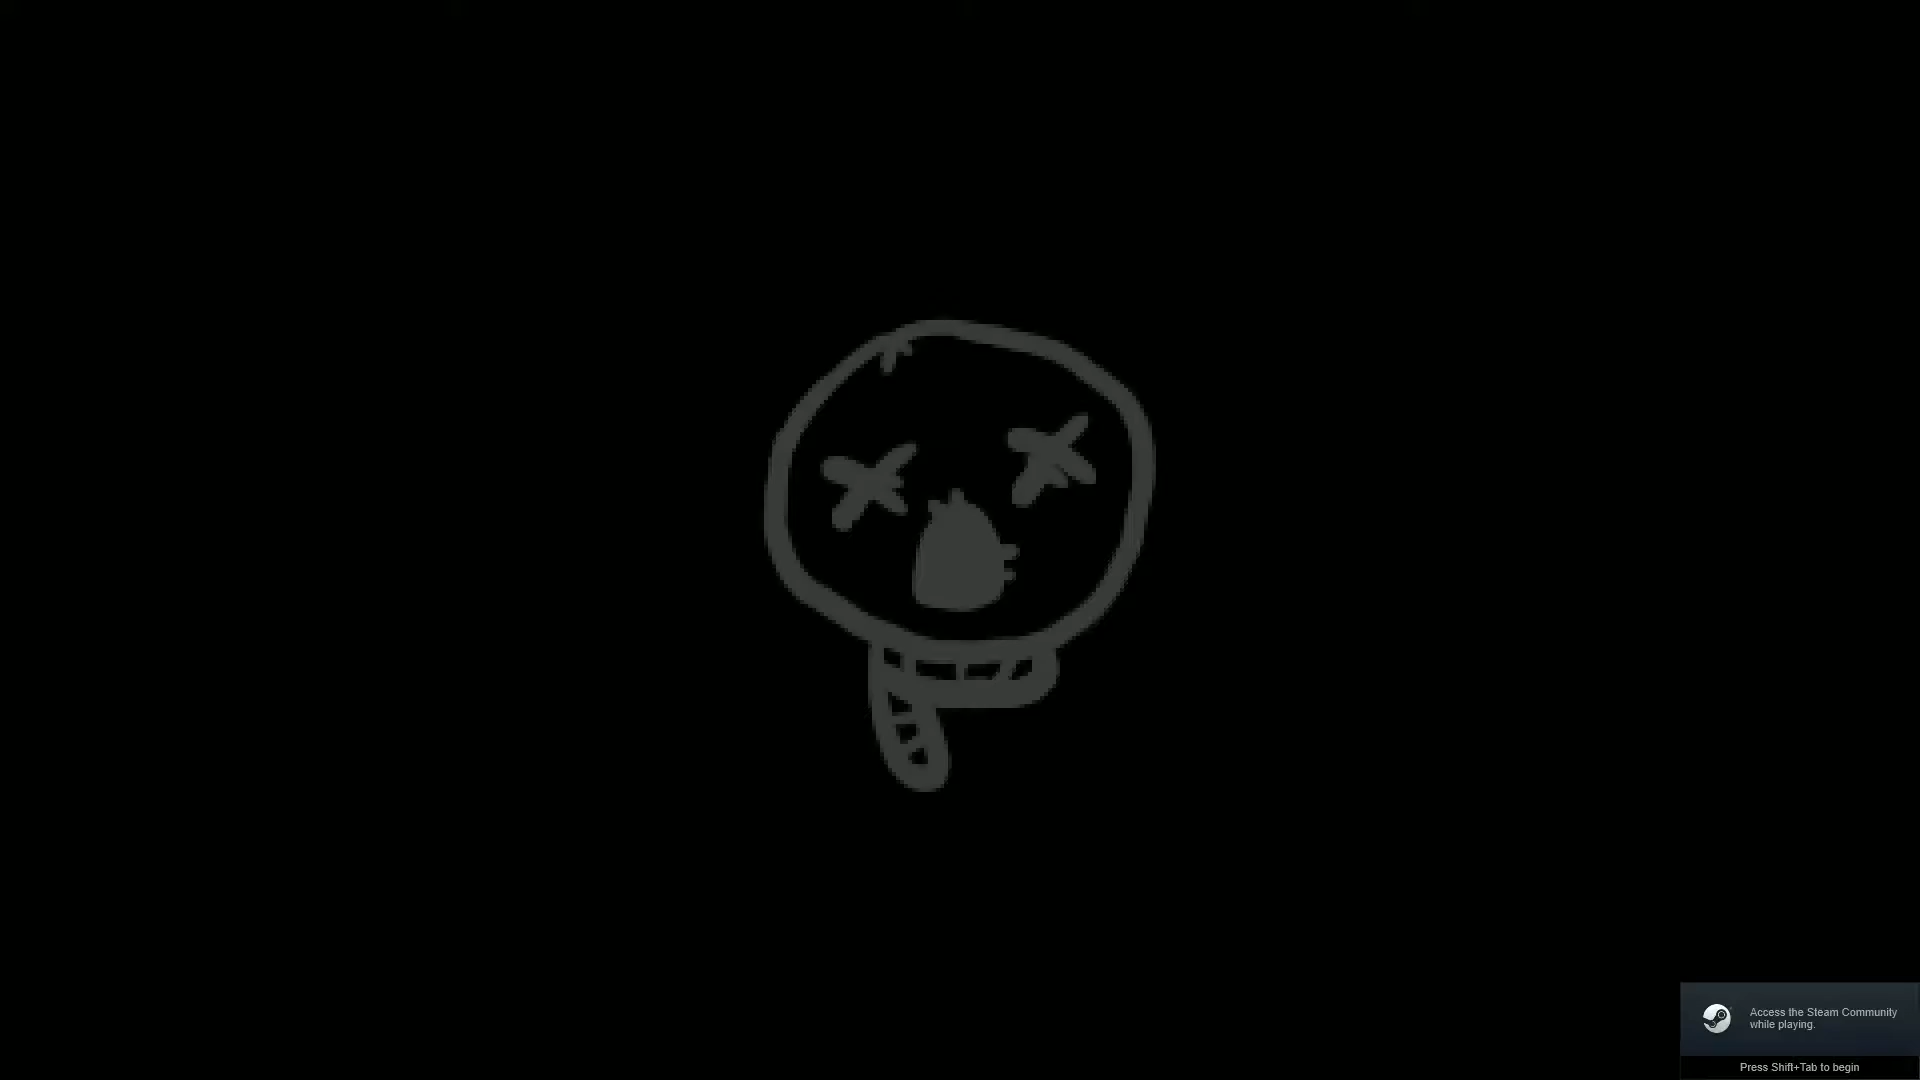 Access the Steam Community
while playing.
Press Shift+Tab to begin